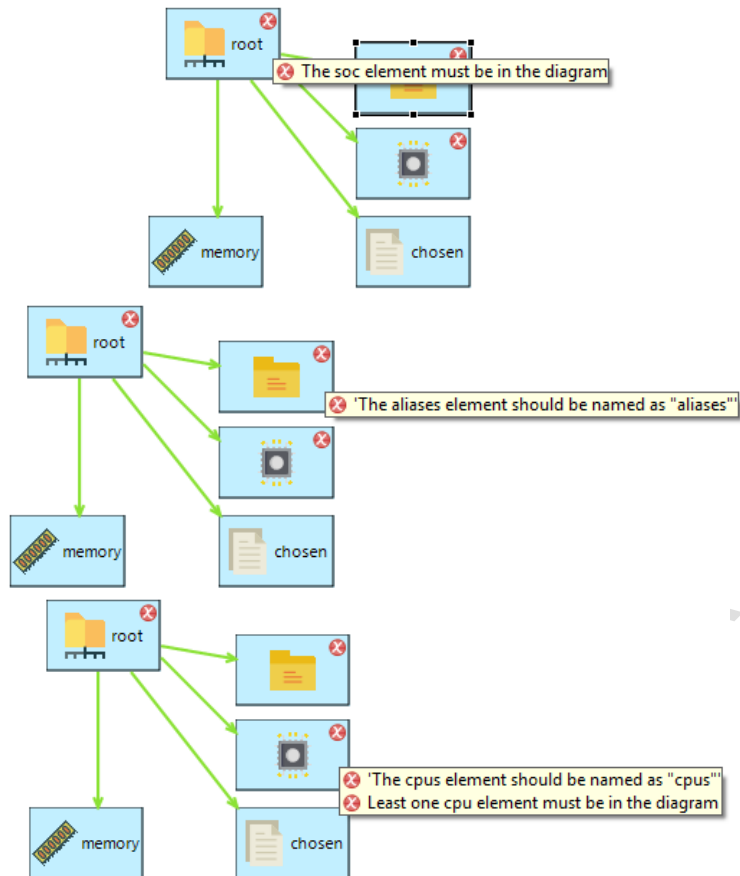 root
The soc element must be in the diagram
memory
chosen
root
'The aliases element should be named as "aliases"'
memory
chosen
root
'The cpus element should be named as "cpus"'
Least one cpu element must be in the diagram
memory
chosen